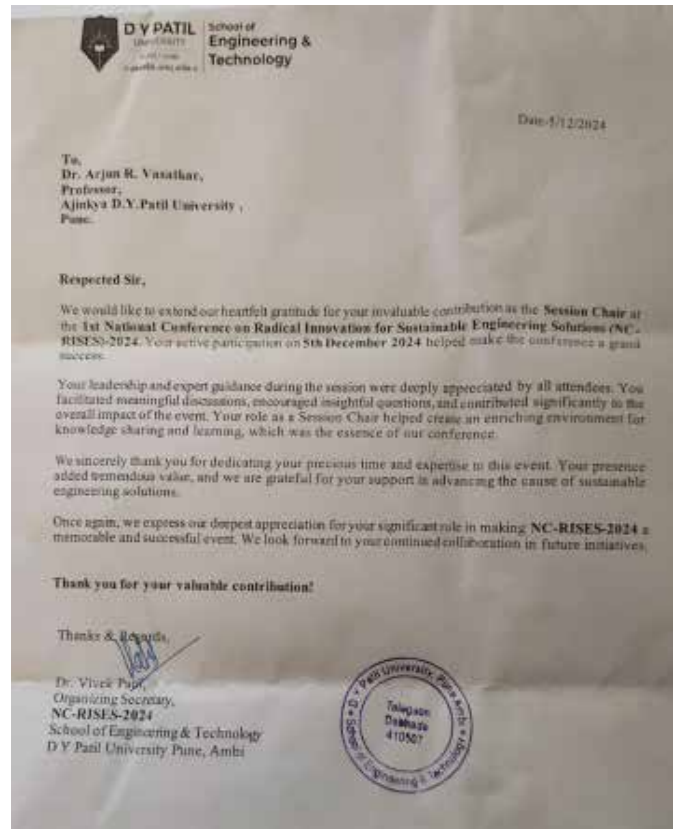 D Y PATIL
UNIVERSITY
School of
Engineering &
Technology
Date-5/12/2024
To,
Dr. Arjun R. Vasatkar,
Professor,
Ajinkya D.Y.Patil University ,
Pune.
Respected Sir,
We would like to extend our heartfelt gratitude for your invaluable contribution as the Session Chair at
the 1st National Conference on Radical Innovation for Sustainable Engineering Solutions (NC-
RISES)-2024. Your active participation on 5th December 2024 helped make the conference a grand
success.
Your leadership and expert guidance during the session were deeply appreciated by all attendees. You
facilitated meaningful discussions, encouraged insightful questions, and contributed significantly to the
overall impact of the event. Your role as a Session Chair helped create an enriching environment for
knowledge sharing and learning, which was the essence of our conference.
We sincerely thank you for dedicating your precious time and expertise to this event. Your presence
added tremendous value, and we are grateful for your support in advancing the cause of sustainable
engineering solutions.
Once again, we express our deepest appreciation for your significant role in making NC-RISES-2024 a
memorable and successful event. We look forward to your continued collaboration in future initiatives.
Thank you for your valuable contribution!
Thanks & Regards,
Dr. Vivek
Organizing Secretary,
NC-RISES-2024
School of Engineering & Technology
D Y Patil University Pune, Ambi
D Y Patil University, Pune Ambi
School of Engineering & Technology
Talegaon
Dabhade
410507